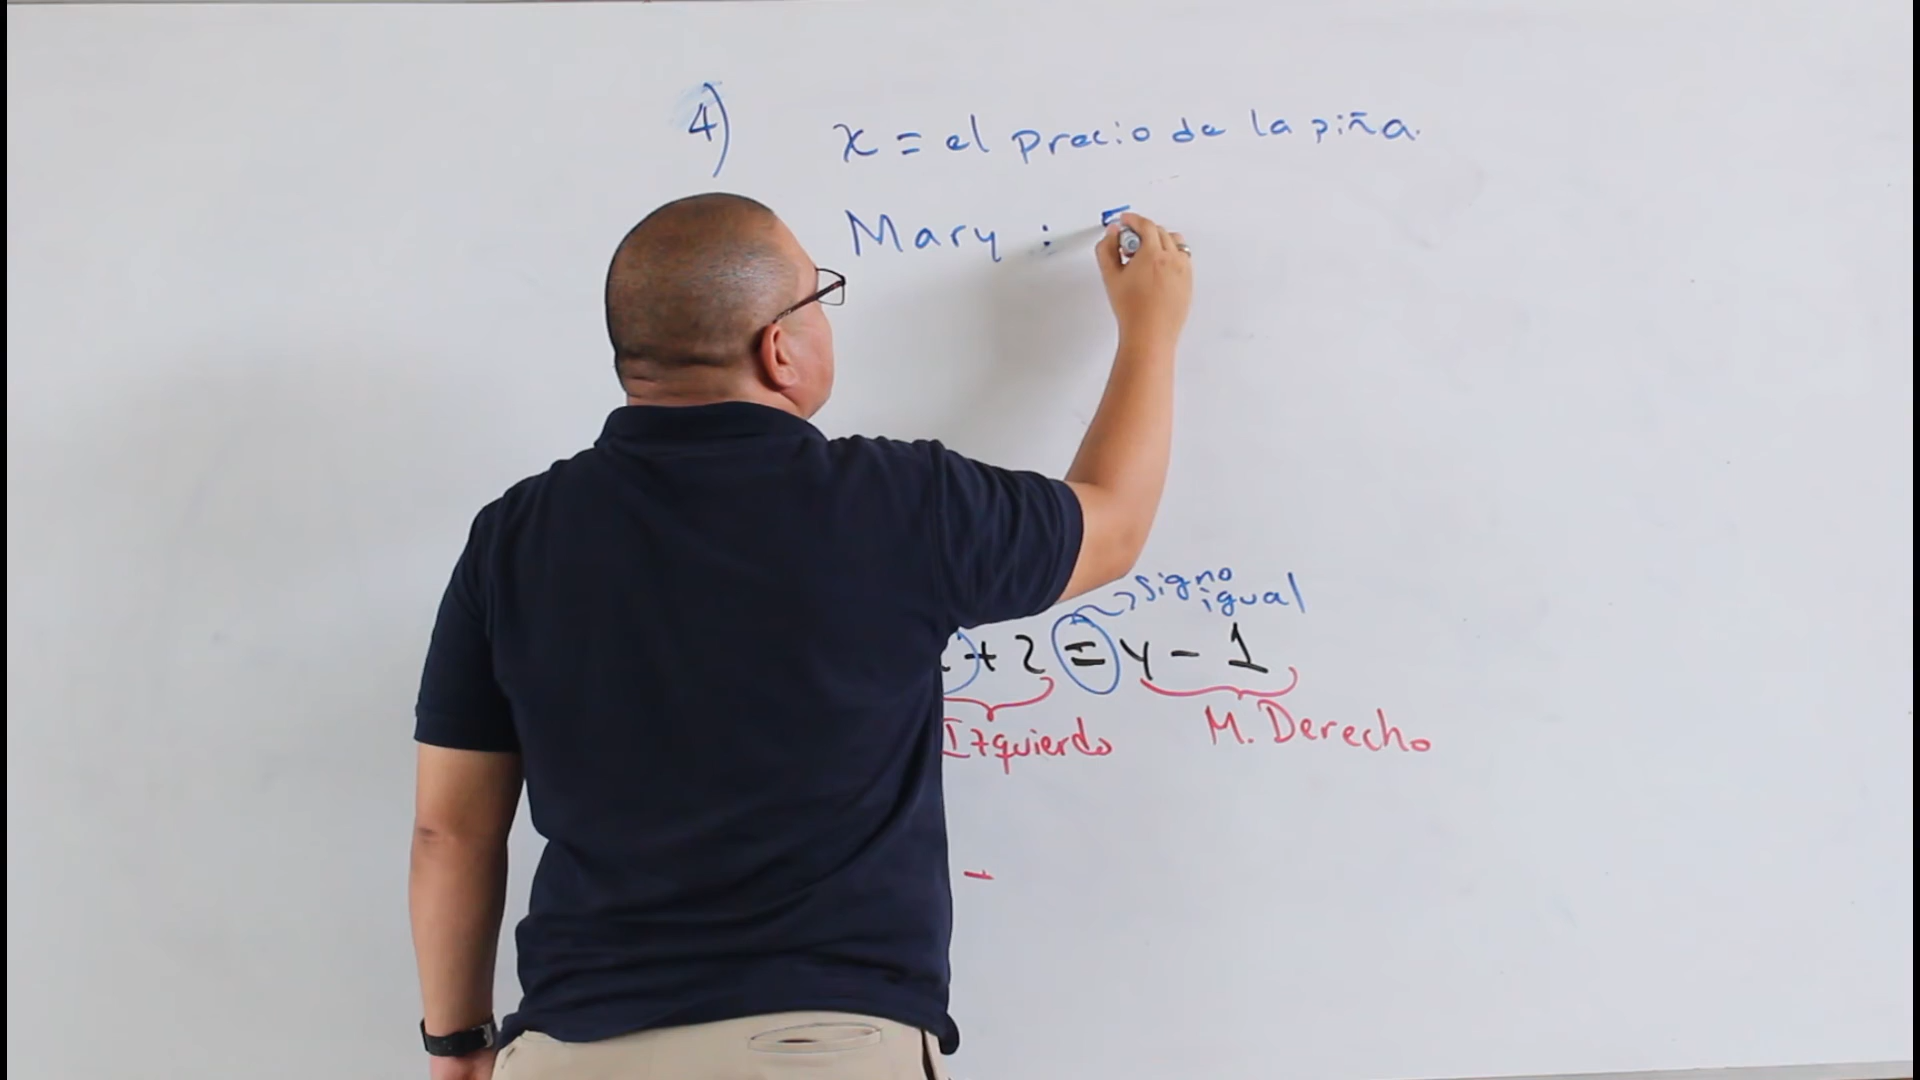 4) x = el precio de la piña.
Mary :
signo
igual
+ 2 = y - 1
Izquierdo M. Derecho
-